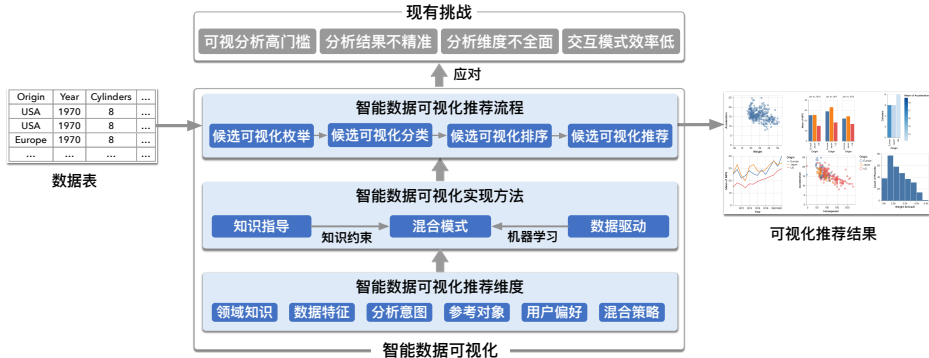 现有挑战
可视分析高门槛 分析结果不精准 分析维度不全面 交互模式效率低
应对
Origin Year Cylinders ...
USA 1970 8 ...
USA 1970 8 ...
Europe 1970 8 ...
... ... ... ...
数据表
智能数据可视化推荐流程
候选可视化枚举 候选可视化分类 候选可视化排序 候选可视化推荐
智能数据可视化实现方法
知识指导 混合模式 数据驱动
知识约束 机器学习
可视化推荐结果
智能数据可视化推荐维度
领域知识 数据特征 分析意图 参考对象 用户偏好 混合策略
智能数据可视化